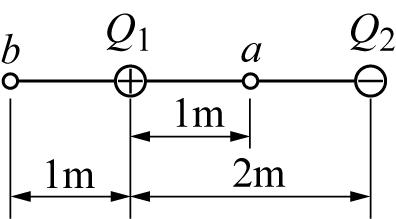 b Q₁ a Q₂
+ −
1m
1m 2m